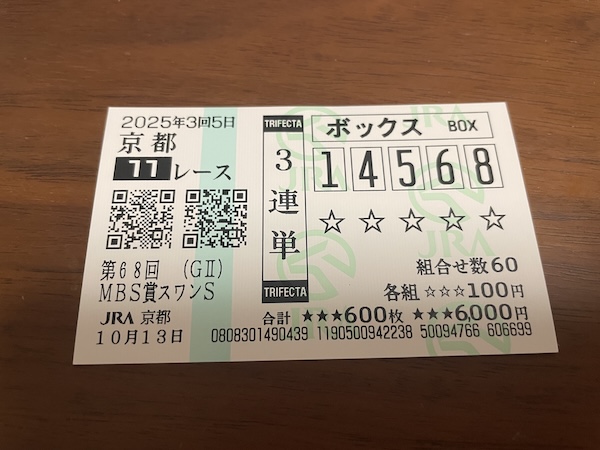 2025年3回5日
京都
11レース
第68回 (GⅡ)
MBS賞スワンS
JRA 京都
10月13日
TRIFECTA
3連単
TRIFECTA
ボックス BOX
1 4 5 6 8
☆ ☆ ☆ ☆ ☆
組合せ数60
各組 ☆☆☆100円
合計 ★★★600枚 ★★★6,000円
0808301490439 1190500942238 50094766 606699
JRA
JRA